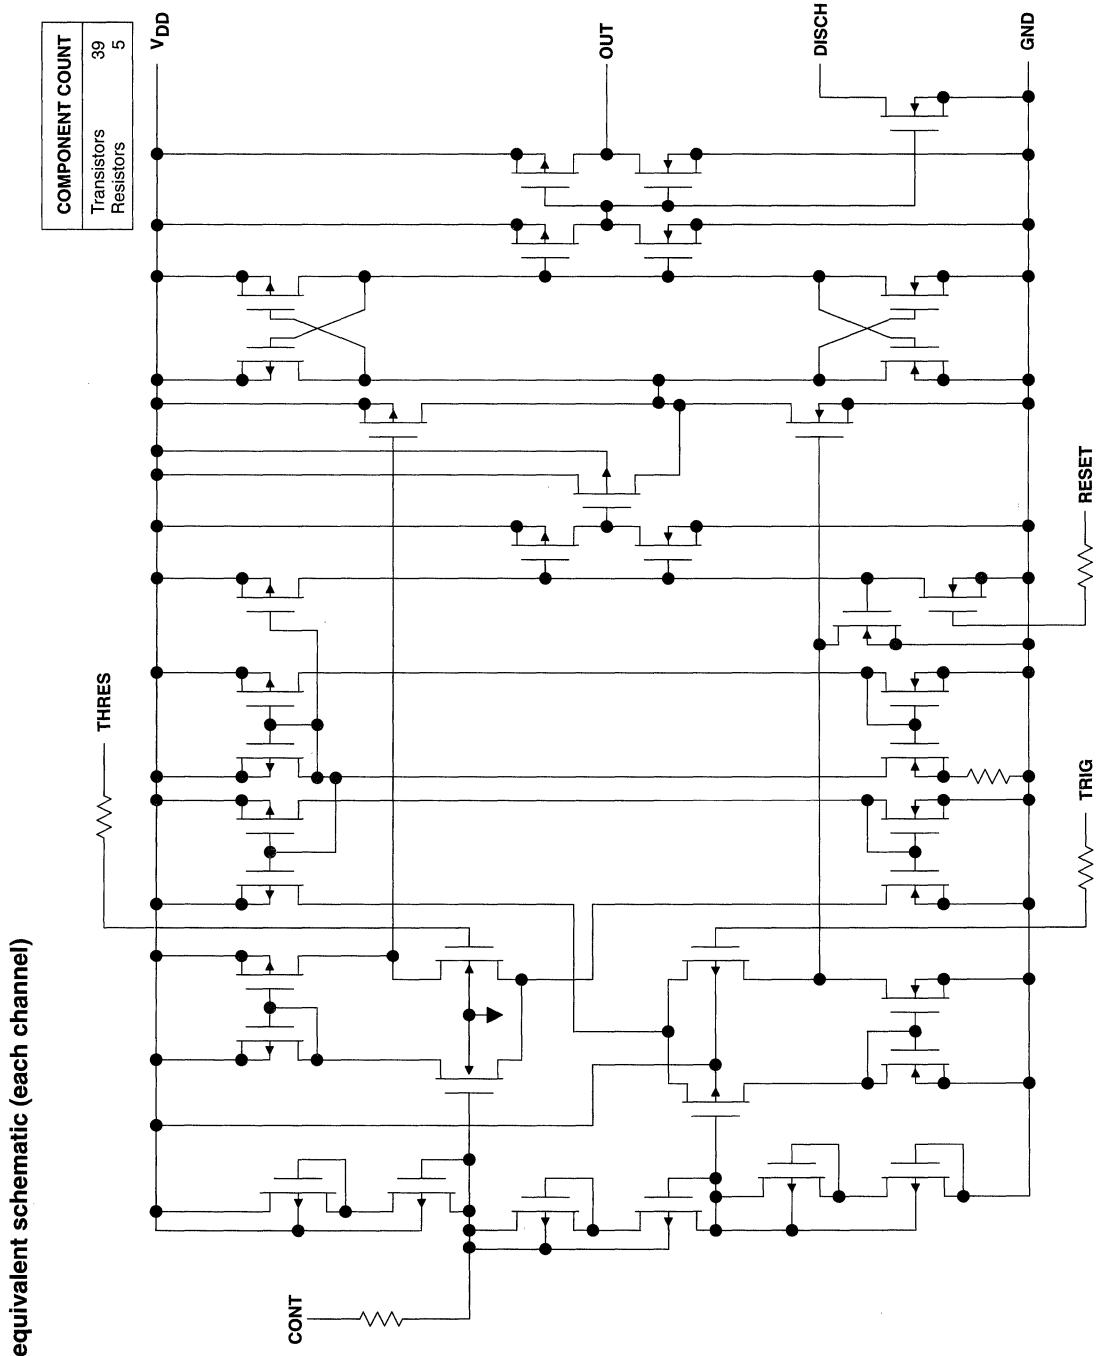 equivalent schematic (each channel)
COMPONENT COUNT
Transistors 39
Resistors 5
VDD
THRES
CONT
OUT
DISCH
GND
RESET
TRIG